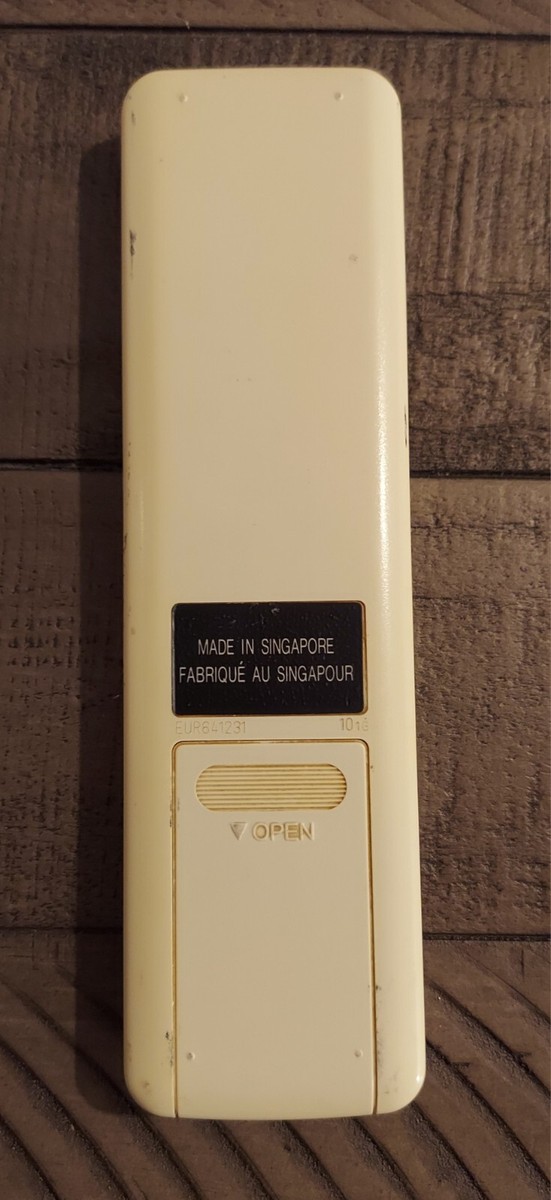 MADE IN SINGAPORE
FABRIQUÉ AU SINGAPOUR
EUR641231
OPEN